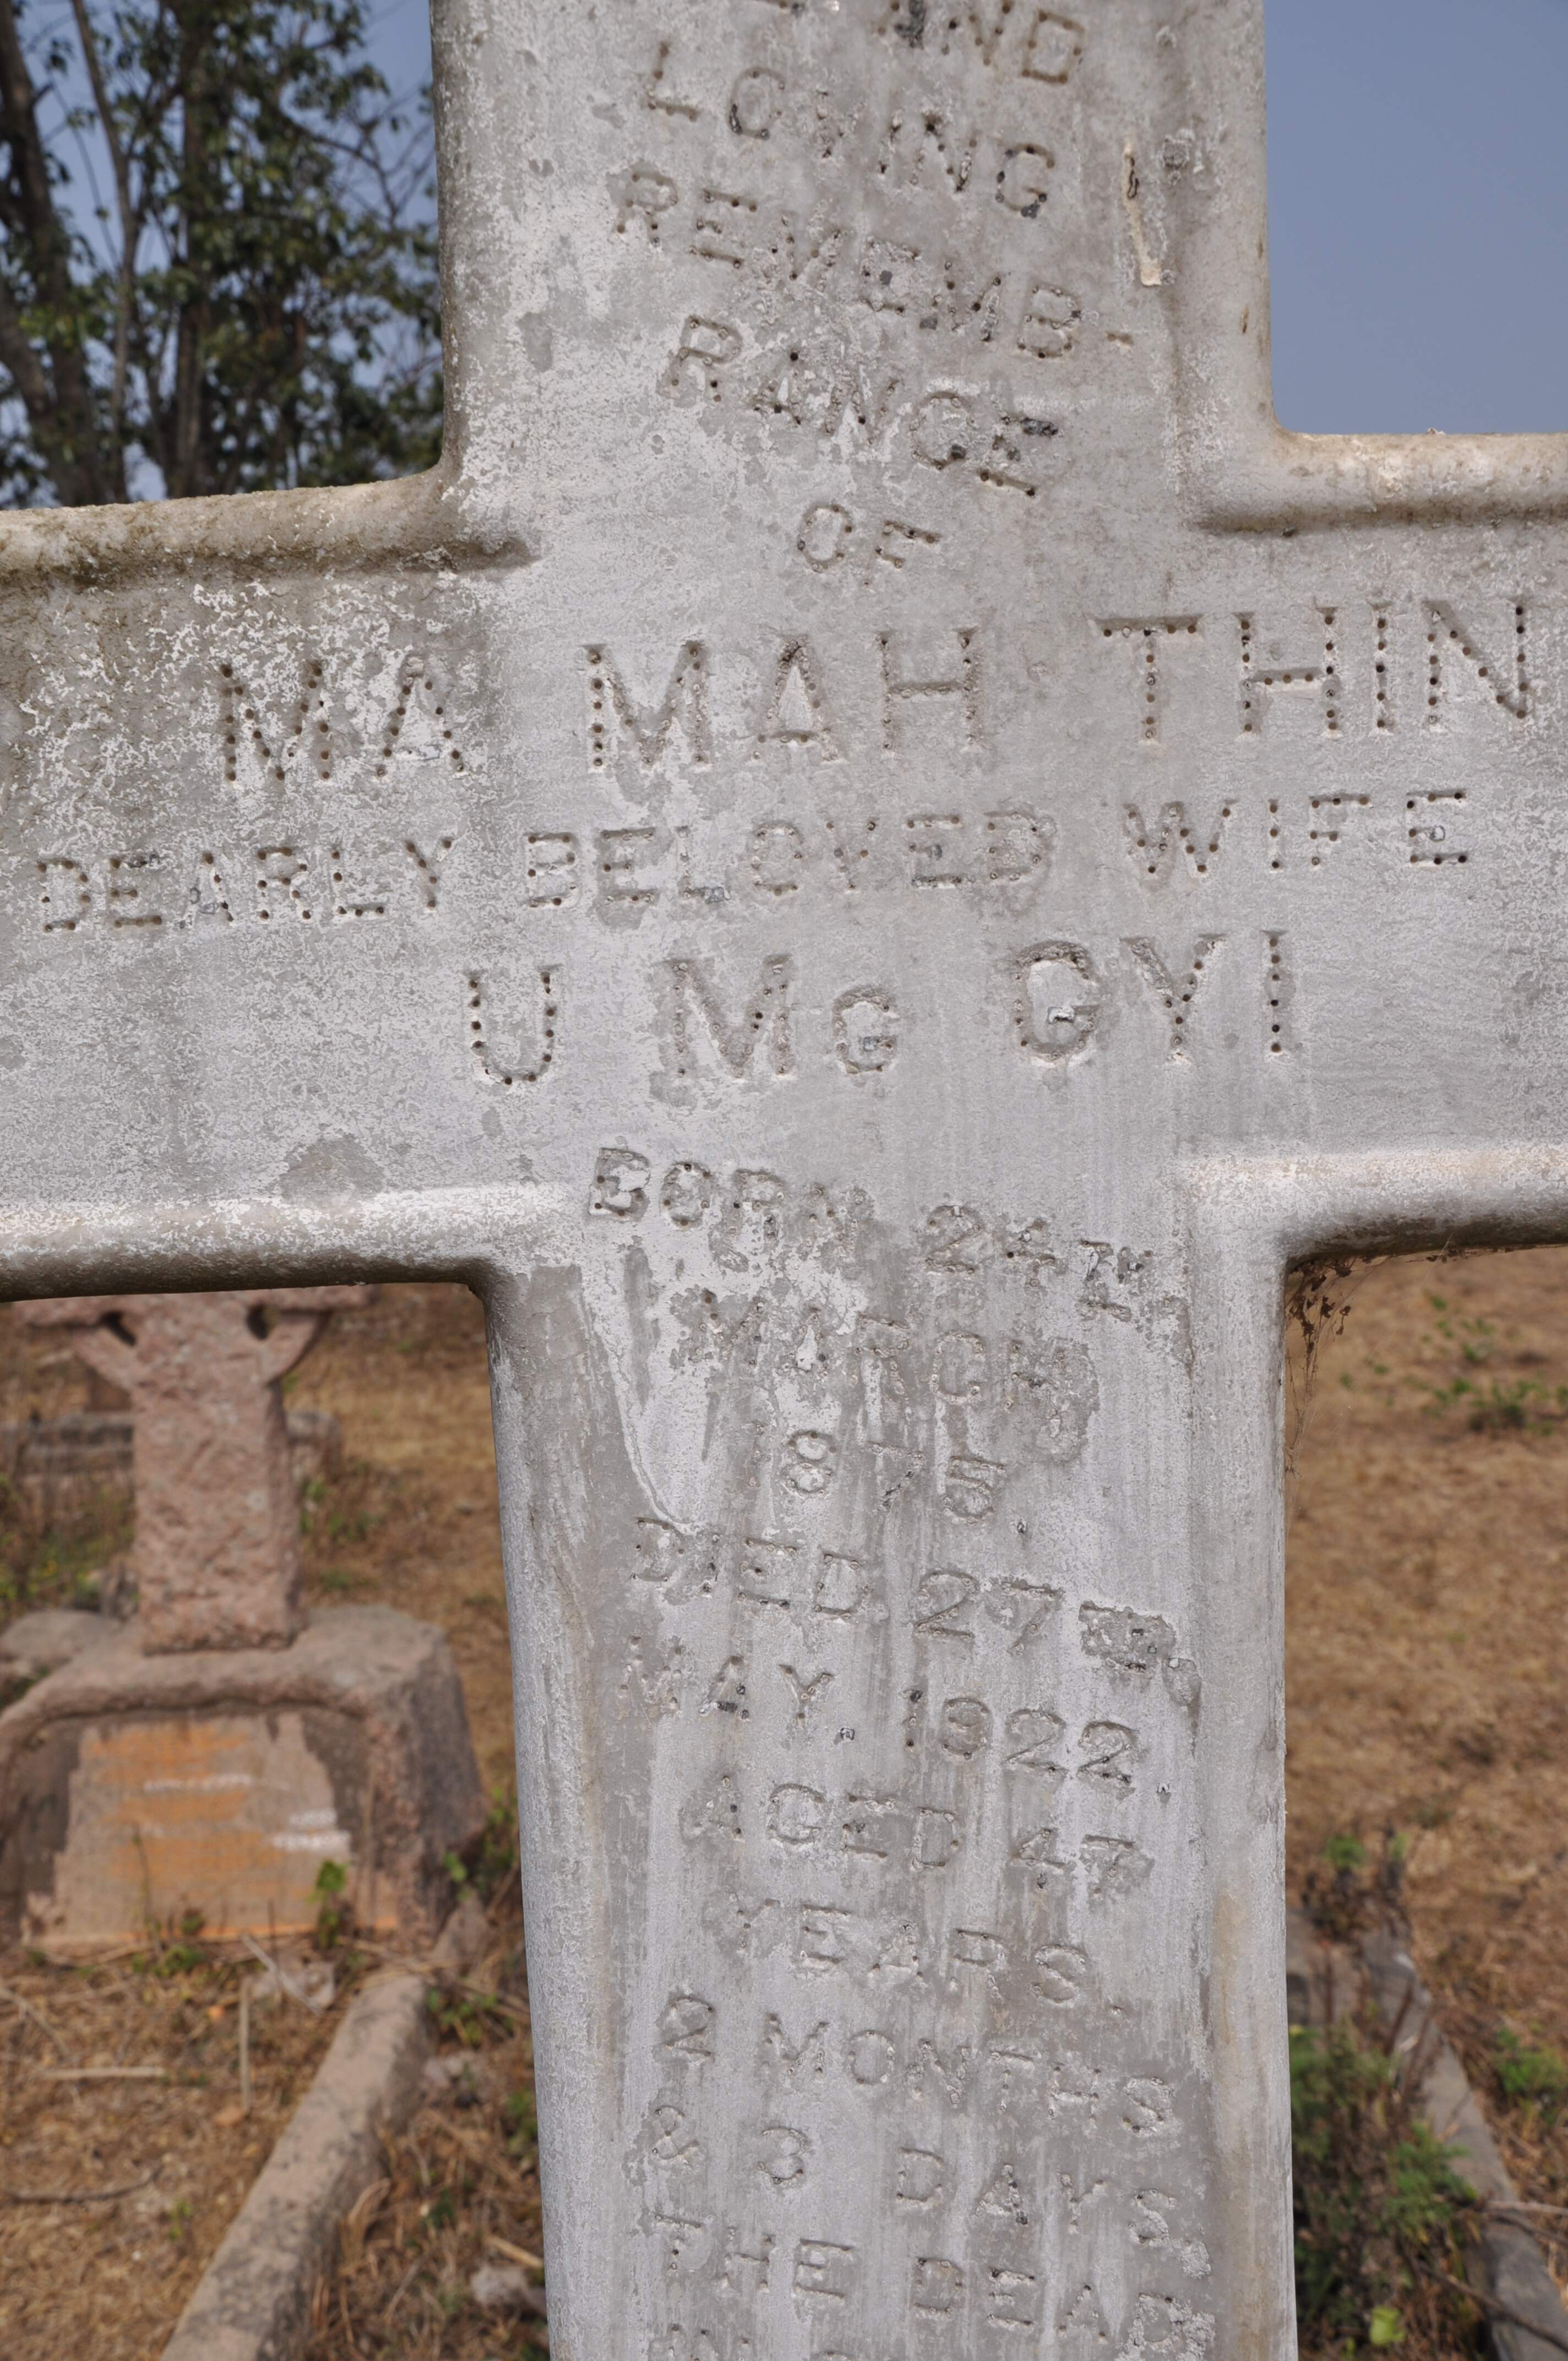 AND
LOVING
REMEMB-
RANCE
OF
MA MAH THIN
DEARLY BELOVED WIFE
U MG GYI
BORN 24TH
MARCH
1875
DIED 27TH
MAY. 1922.
AGED 47
YEARS.
2 MONTHS
& 3 DAYS.
THE DEAD
IN